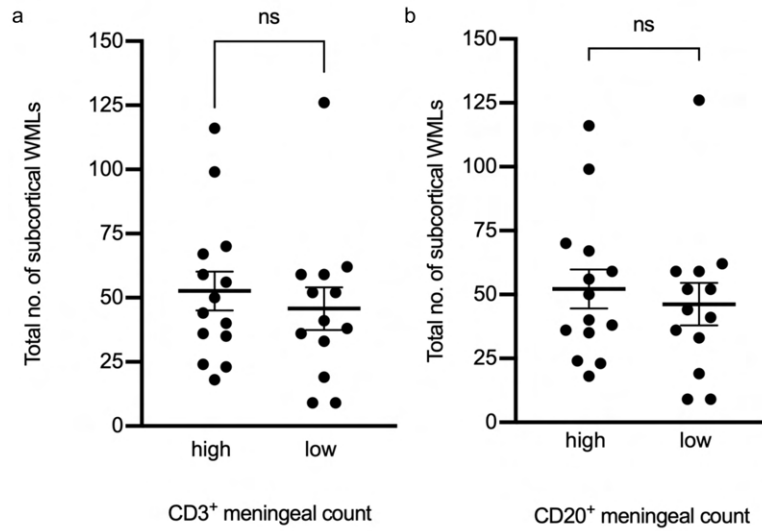 a
ns
150
125
100
75
50
25
0
Total no. of subcortical WMLs
high low
CD3⁺ meningeal count
b
ns
150
125
100
75
50
25
0
Total no. of subcortical WMLs
high low
CD20⁺ meningeal count